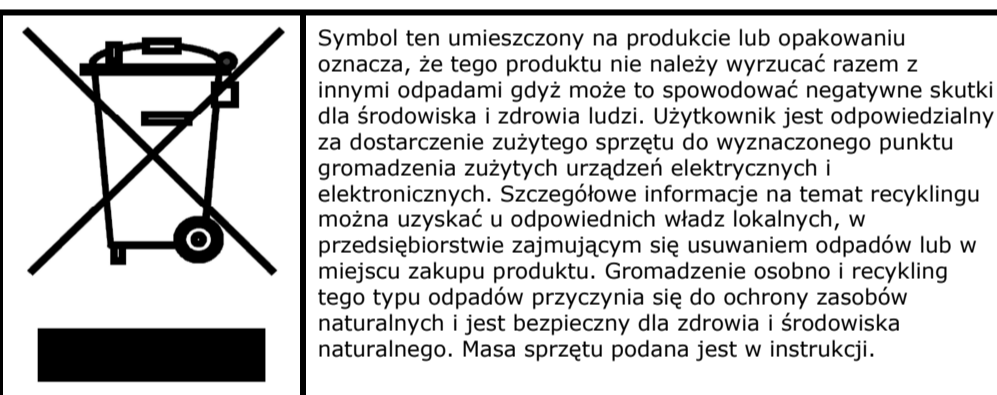 Symbol ten umieszczony na produkcie lub opakowaniu
oznacza, że tego produktu nie należy wyrzucać razem z
innymi odpadami gdyż może to spowodować negatywne skutki
dla środowiska i zdrowia ludzi. Użytkownik jest odpowiedzialny
za dostarczenie zużytego sprzętu do wyznaczonego punktu
gromadzenia zużytych urządzeń elektrycznych i
elektronicznych. Szczegółowe informacje na temat recyklingu
można uzyskać u odpowiednich władz lokalnych, w
przedsiębiorstwie zajmującym się usuwaniem odpadów lub w
miejscu zakupu produktu. Gromadzenie osobno i recykling
tego typu odpadów przyczynia się do ochrony zasobów
naturalnych i jest bezpieczny dla zdrowia i środowiska
naturalnego. Masa sprzętu podana jest w instrukcji.